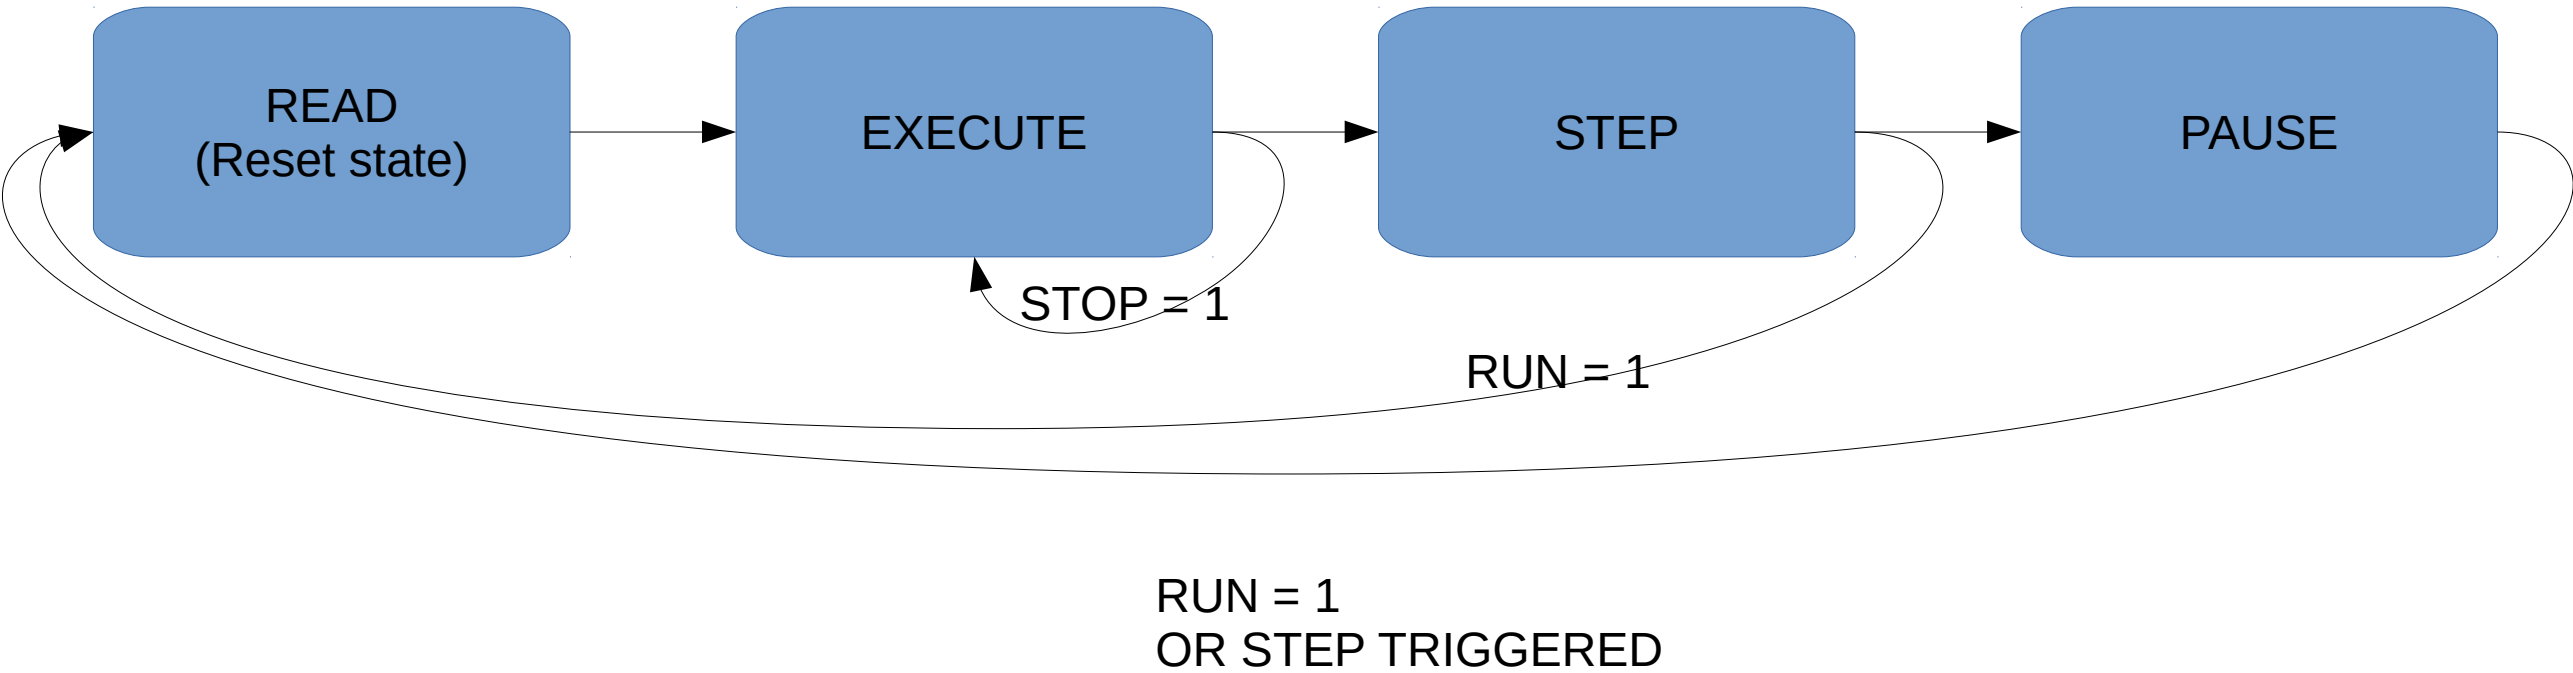 READ
(Reset state)
EXECUTE
STEP
PAUSE
STOP = 1
RUN = 1
RUN = 1
OR STEP TRIGGERED